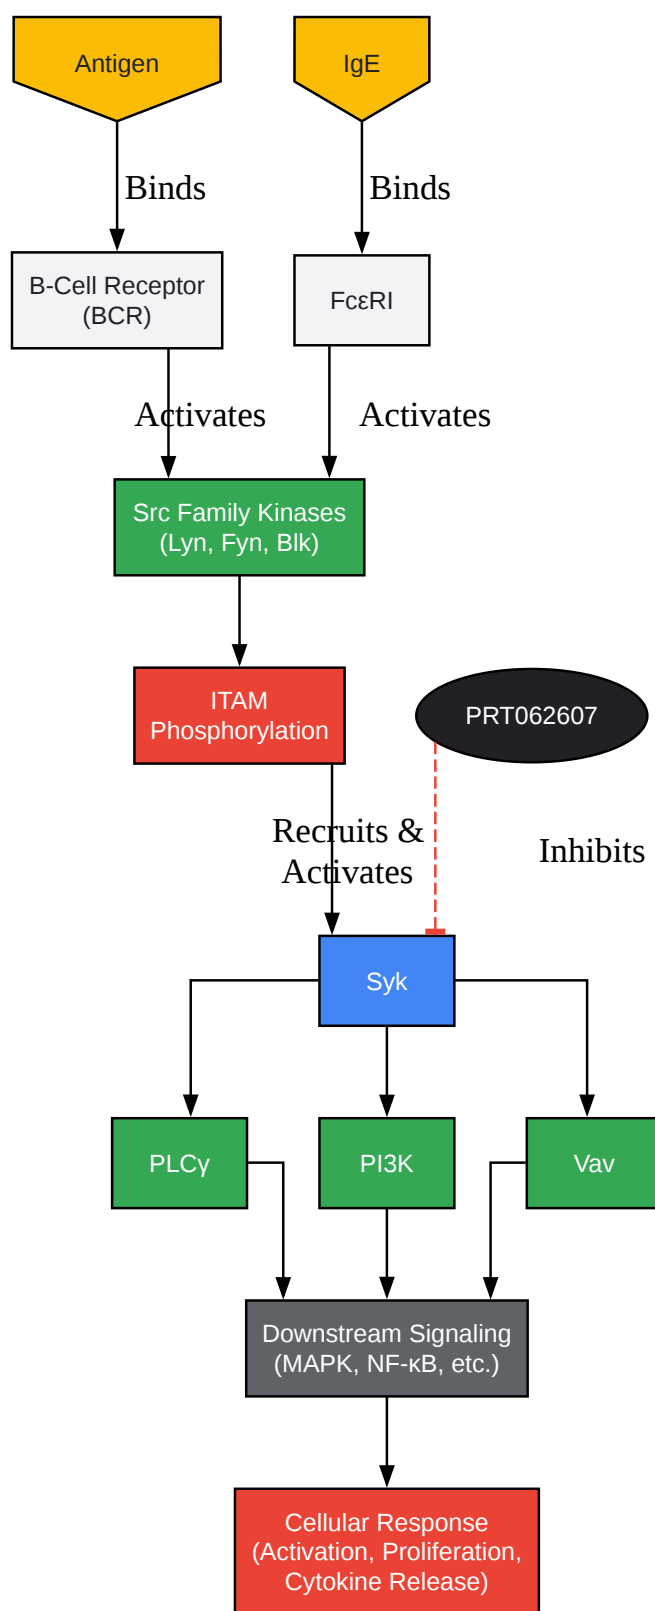 Antigen
IgE
Binds
Binds
B-Cell Receptor
(BCR)
FcεRI
Activates
Activates
Src Family Kinases
(Lyn, Fyn, Blk)
ITAM
Phosphorylation
PRT062607
Recruits &
Activates
Inhibits
Syk
PLCγ
PI3K
Vav
Downstream Signaling
(MAPK, NF-κB, etc.)
Cellular Response
(Activation, Proliferation,
Cytokine Release)